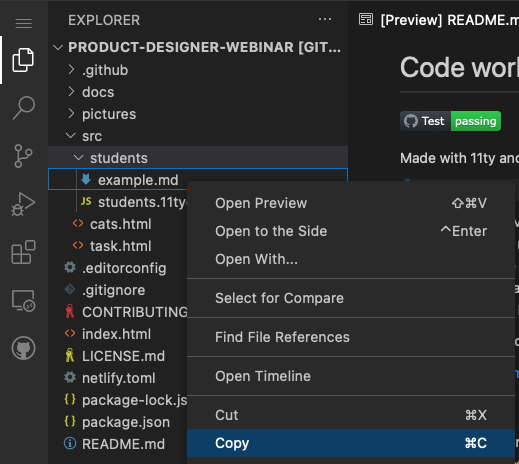 EXPLORER
[Preview] README.m
PRODUCT-DESIGNER-WEBINAR [GIT...
.github
docs
pictures
src
students
example.md
students.11ty
cats.html
task.html
.editorconfig
.gitignore
CONTRIBUTING
index.html
LICENSE.md
netlify.toml
package-lock.js
package.json
README.md
Code work
Test passing
Made with 11ty and
Open Preview ⇧⌘V
Open to the Side ^Enter
Open With...
Select for Compare
Find File References
Open Timeline
Cut ⌘X
Copy ⌘C